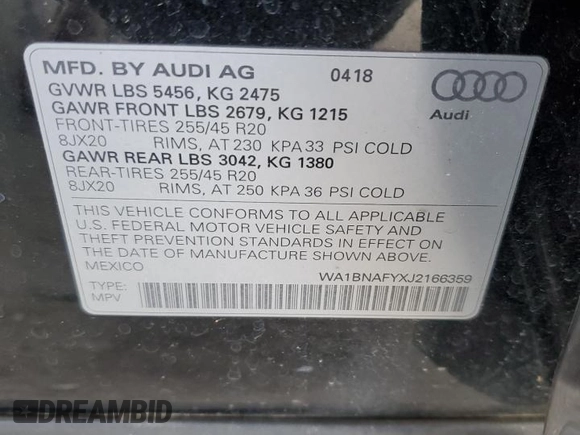 MFD. BY AUDI AG 0418
GVWR LBS 5456, KG 2475
GAWR FRONT LBS 2679, KG 1215
FRONT-TIRES 255/45 R20
8JX20 RIMS, AT 230 KPA 33 PSI COLD
GAWR REAR LBS 3042, KG 1380
REAR-TIRES 255/45 R20
8JX20 RIMS, AT 250 KPA 36 PSI COLD
Audi
THIS VEHICLE CONFORMS TO ALL APPLICABLE
U.S. FEDERAL MOTOR VEHICLE SAFETY AND
THEFT PREVENTION STANDARDS IN EFFECT ON
THE DATE OF MANUFACTURE SHOWN ABOVE.
MEXICO WA1BNAFYXJ2166359
TYPE:
MPV
DREAMBID